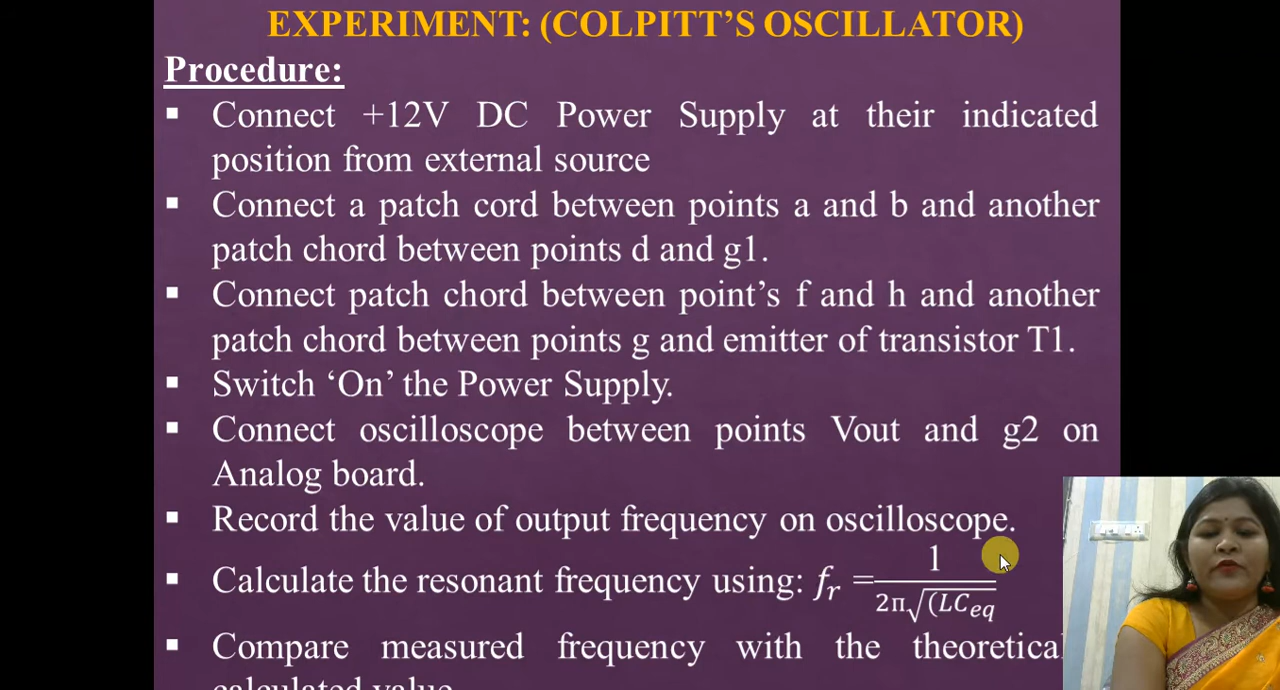 EXPERIMENT: (COLPITT’S OSCILLATOR)
Procedure:
▪ Connect +12V DC Power Supply at their indicated
position from external source
▪ Connect a patch cord between points a and b and another
patch chord between points d and g1.
▪ Connect patch chord between point’s f and h and another
patch chord between points g and emitter of transistor T1.
▪ Switch ‘On’ the Power Supply.
▪ Connect oscilloscope between points Vout and g2 on
Analog board.
▪ Record the value of output frequency on oscilloscope.
▪ Calculate the resonant frequency using: fr = 1 / 2π√(LCeq
▪ Compare measured frequency with the theoretical
calculated value